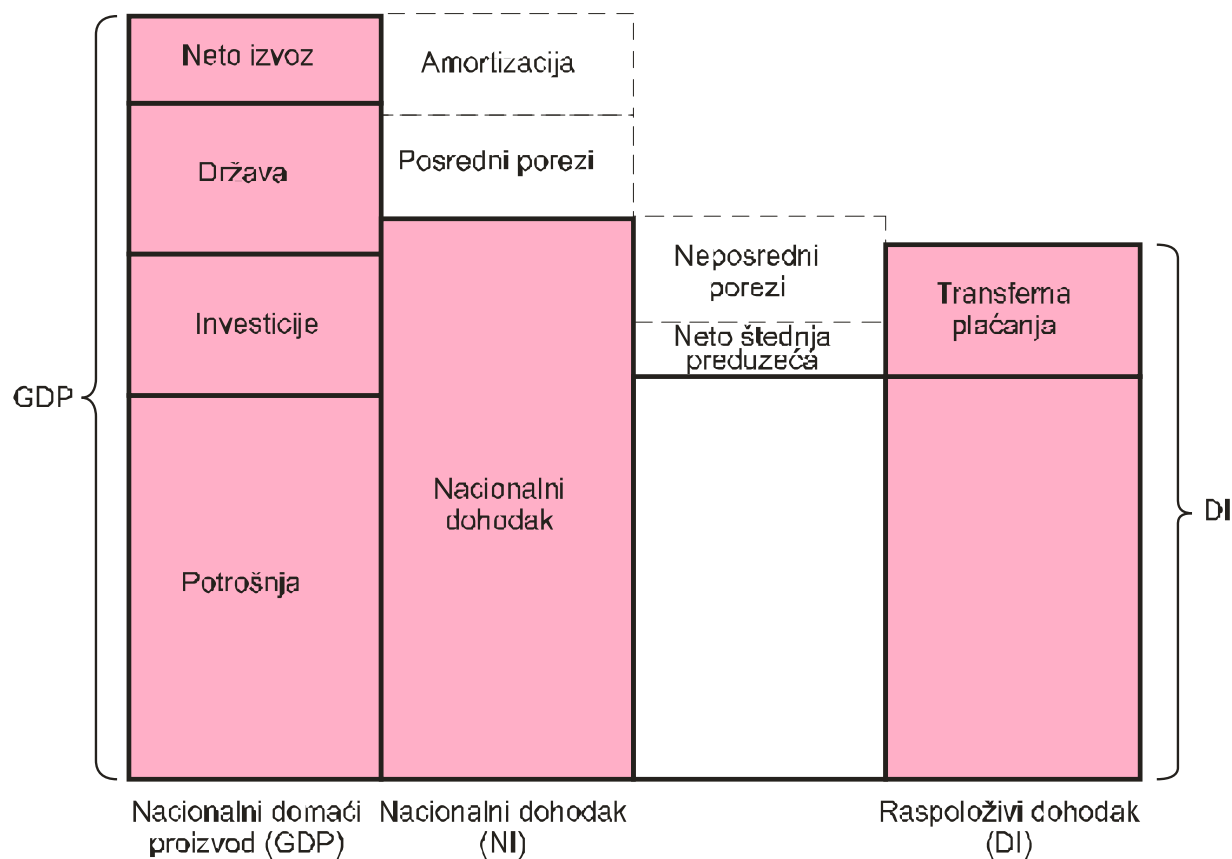 Neto izvoz
Amortizacija
Država
Posredni porezi
Neposredni
porezi
Transferna
plaćanja
Investicije
Neto štednja
preduzeća
GDP
Nacionalni
dohodak
DI
Potrošnja
Nacionalni domaći
proizvod (GDP)
Nacionalni dohodak
(NI)
Raspoloživi dohodak
(DI)